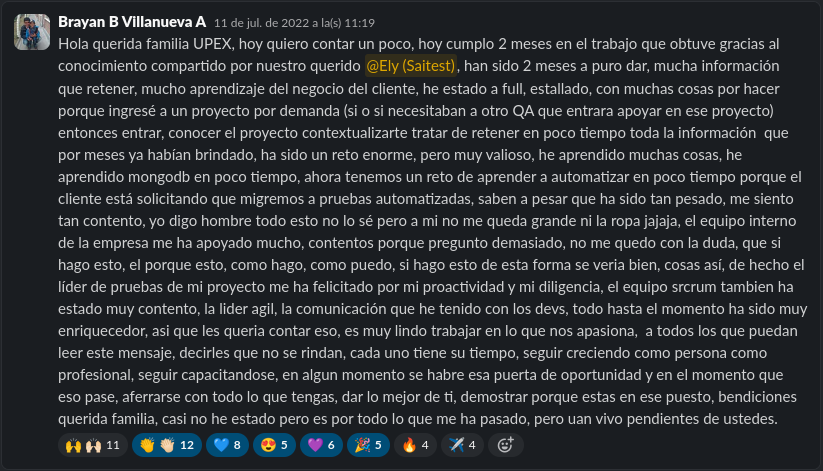 Brayan B Villanueva A 11 de jul. de 2022 a la(s) 11:19
Hola querida familia UPEX, hoy quiero contar un poco, hoy cumplo 2 meses en el trabajo que obtuve gracias al
conocimiento compartido por nuestro querido @Ely (Saitest), han sido 2 meses a puro dar, mucha información
que retener, mucho aprendizaje del negocio del cliente, he estado a full, estallado, con muchas cosas por hacer
porque ingresé a un proyecto por demanda (si o si necesitaban a otro QA que entrara apoyar en ese proyecto)
entonces entrar, conocer el proyecto contextualizarte tratar de retener en poco tiempo toda la información que
por meses ya habían brindado, ha sido un reto enorme, pero muy valioso, he aprendido muchas cosas, he
aprendido mongodb en poco tiempo, ahora tenemos un reto de aprender a automatizar en poco tiempo porque el
cliente está solicitando que migremos a pruebas automatizadas, saben a pesar que ha sido tan pesado, me siento
tan contento, yo digo hombre todo esto no lo sé pero a mi no me queda grande ni la ropa jajaja, el equipo interno
de la empresa me ha apoyado mucho, contentos porque pregunto demasiado, no me quedo con la duda, que si
hago esto, el porque esto, como hago, como puedo, si hago esto de esta forma se veria bien, cosas así, de hecho el
líder de pruebas de mi proyecto me ha felicitado por mi proactividad y mi diligencia, el equipo srcrum tambien ha
estado muy contento, la lider agil, la comunicación que he tenido con los devs, todo hasta el momento ha sido muy
enriquecedor, asi que les queria contar eso, es muy lindo trabajar en lo que nos apasiona, a todos los que puedan
leer este mensaje, decirles que no se rindan, cada uno tiene su tiempo, seguir creciendo como persona como
profesional, seguir capacitandose, en algun momento se habre esa puerta de oportunidad y en el momento que
eso pase, aferrarse con todo lo que tengas, dar lo mejor de ti, demostrar porque estas en ese puesto, bendiciones
querida familia, casi no he estado pero es por todo lo que me ha pasado, pero uan vivo pendientes de ustedes.
11 12 8 5 6 5 4 4